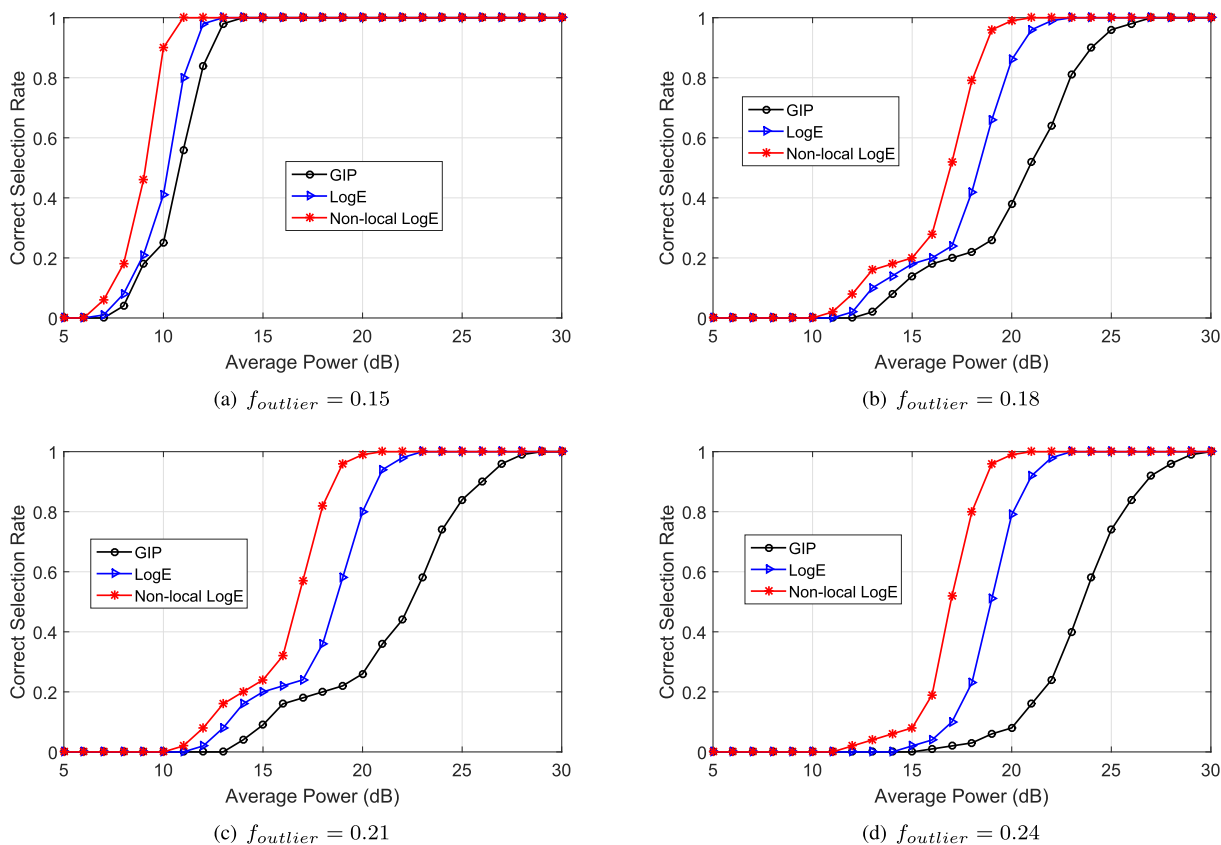 1
0.8
0.6
0.4
0.2
0
Correct Selection Rate
GIP
LogE
Non-local LogE
5 10 15 20 25 30
Average Power (dB)
(a) f_outlier = 0.15
1
0.8
0.6
0.4
0.2
0
Correct Selection Rate
GIP
LogE
Non-local LogE
5 10 15 20 25 30
Average Power (dB)
(b) f_outlier = 0.18
1
0.8
0.6
0.4
0.2
0
Correct Selection Rate
GIP
LogE
Non-local LogE
5 10 15 20 25 30
Average Power (dB)
(c) f_outlier = 0.21
1
0.8
0.6
0.4
0.2
0
Correct Selection Rate
GIP
LogE
Non-local LogE
5 10 15 20 25 30
Average Power (dB)
(d) f_outlier = 0.24